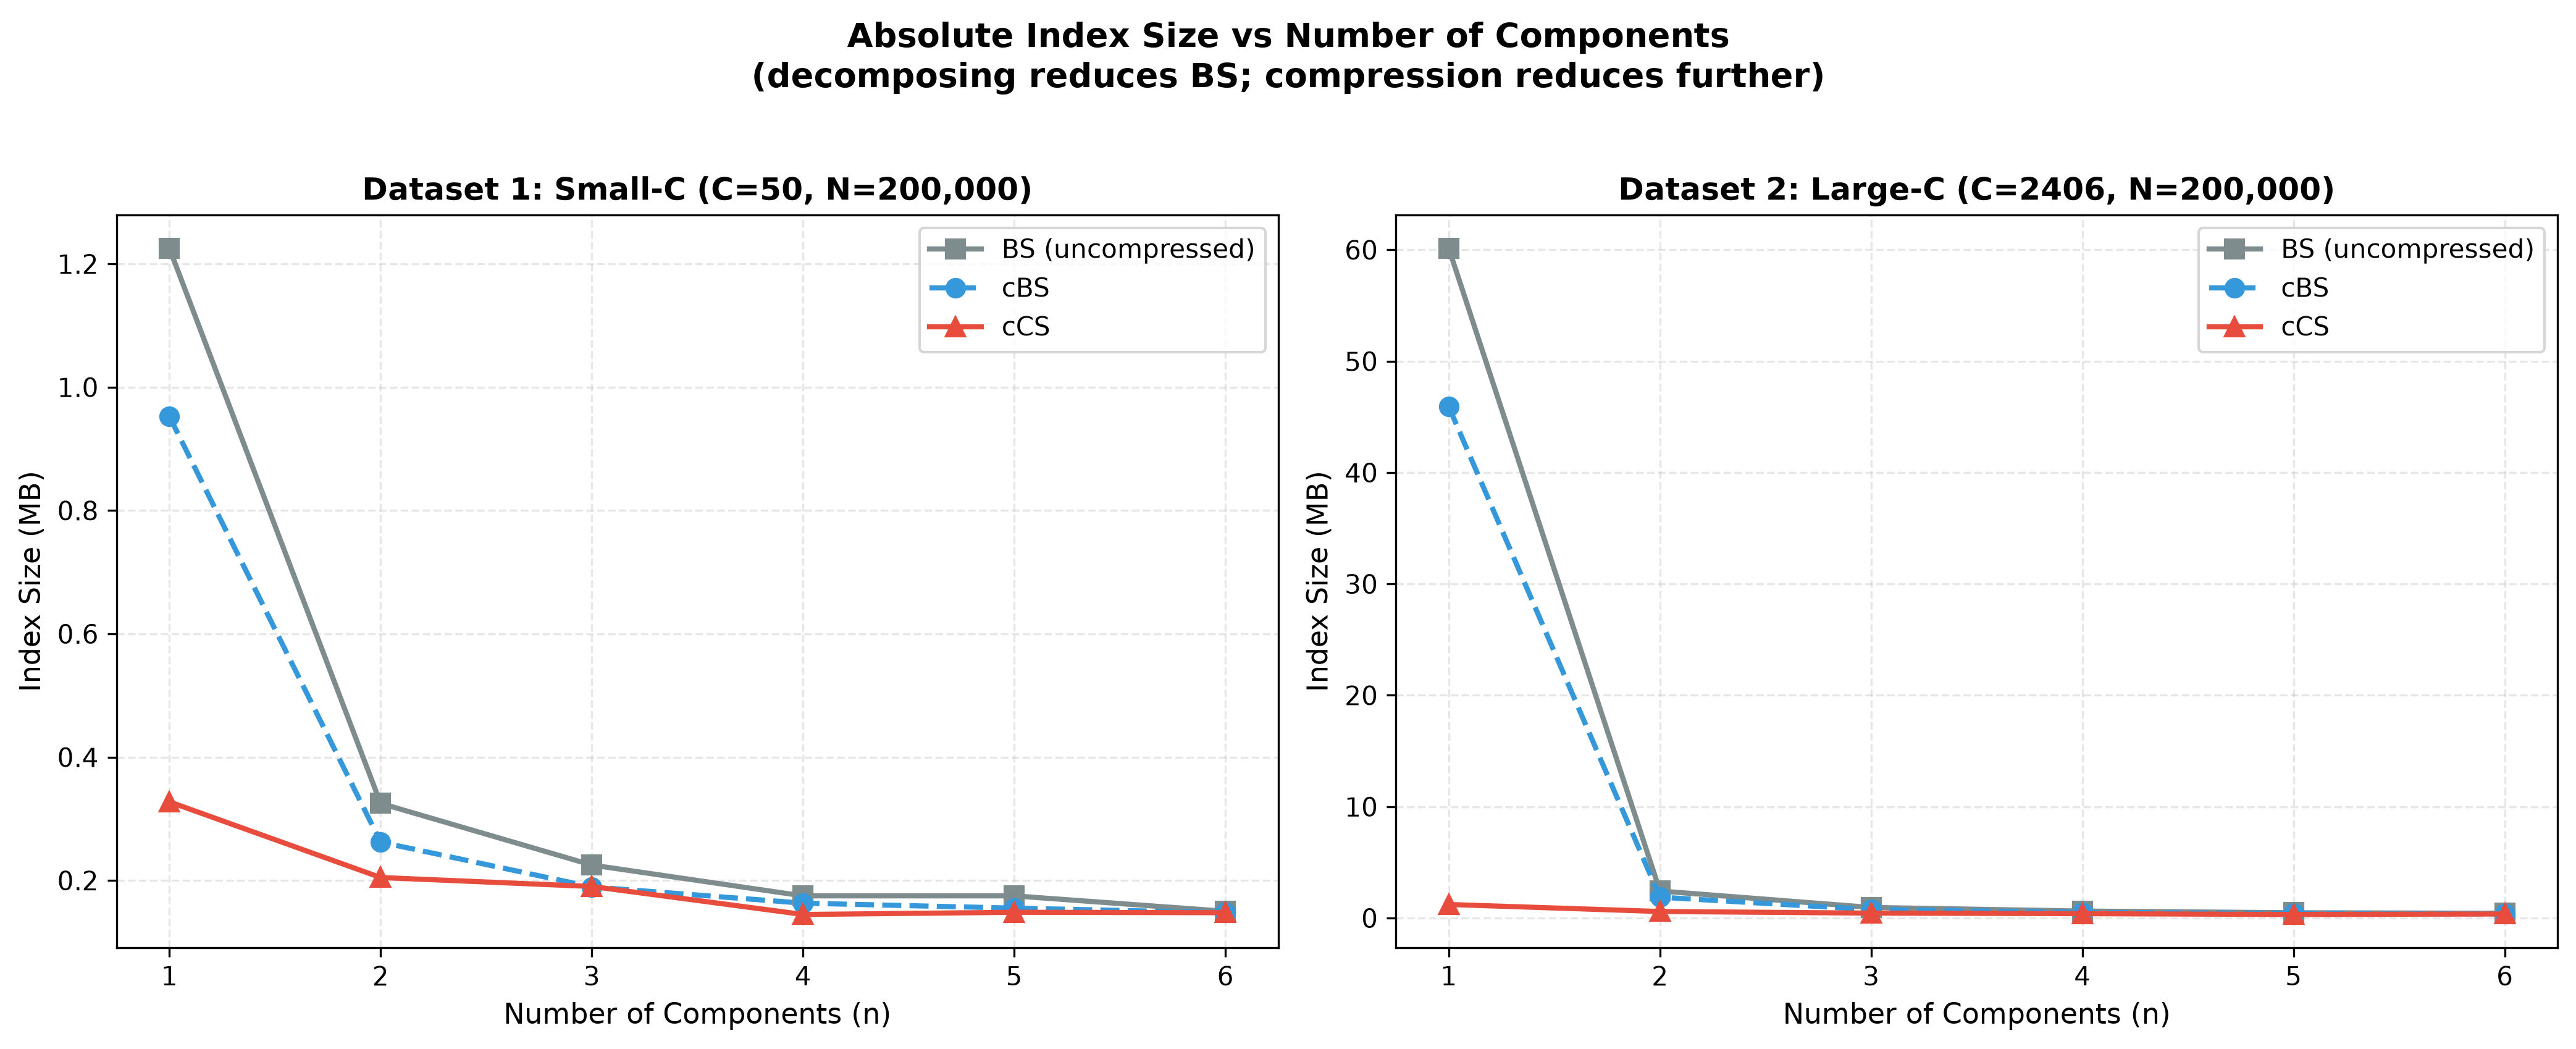 Absolute Index Size vs Number of Components
(decomposing reduces BS; compression reduces further)
Dataset 1: Small-C (C=50, N=200,000)
BS (uncompressed)
cBS
cCS
1.2
1.0
0.8
0.6
0.4
0.2
Index Size (MB)
1 2 3 4 5 6
Number of Components (n)
Dataset 2: Large-C (C=2406, N=200,000)
BS (uncompressed)
cBS
cCS
60
50
40
30
20
10
0
Index Size (MB)
1 2 3 4 5 6
Number of Components (n)